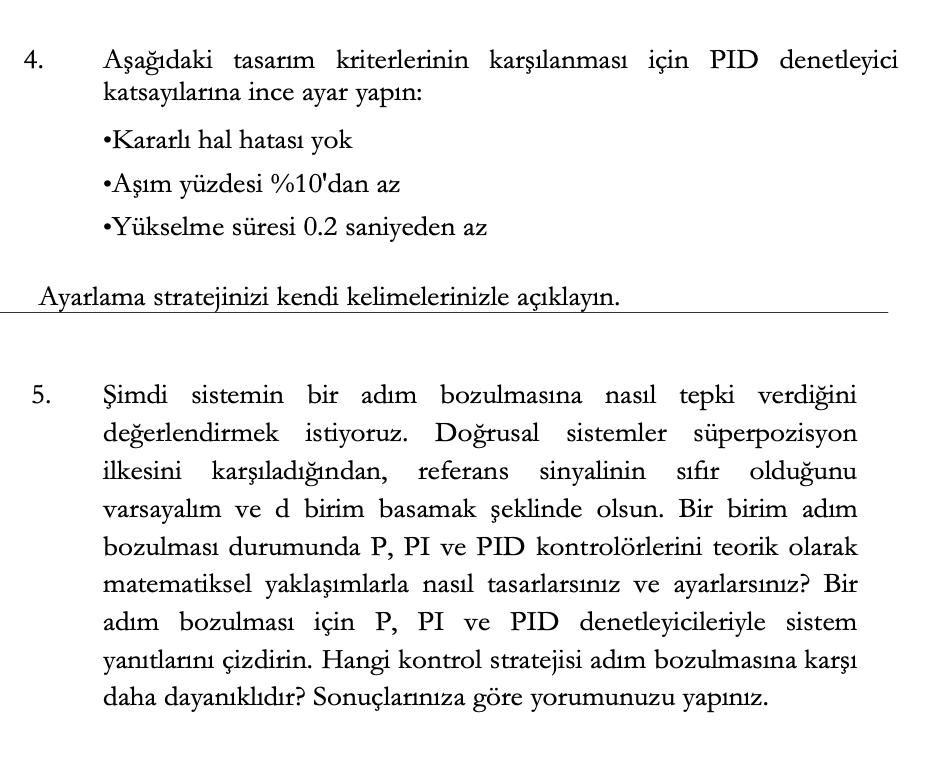 4. Aşağıdaki tasarım kriterlerinin karşılanması için PID denetleyici
katsayılarına ince ayar yapın:
•Kararlı hal hatası yok
•Aşım yüzdesi %10'dan az
•Yükselme süresi 0.2 saniyeden az
Ayarlama stratejinizi kendi kelimelerinizle açıklayın.
5. Şimdi sistemin bir adım bozulmasına nasıl tepki verdiğini
değerlendirmek istiyoruz. Doğrusal sistemler süperpozisyon
ilkesini karşıladığından, referans sinyalinin sıfır olduğunu
varsayalım ve d birim basamak şeklinde olsun. Bir birim adım
bozulması durumunda P, PI ve PID kontrolörlerini teorik olarak
matematiksel yaklaşımlarla nasıl tasarlarsınız ve ayarlarsınız? Bir
adım bozulması için P, PI ve PID denetleyicileriyle sistem
yanıtlarını çizdirin. Hangi kontrol stratejisi adım bozulmasına karşı
daha dayanıklıdır? Sonuçlarınıza göre yorumunuzu yapınız.